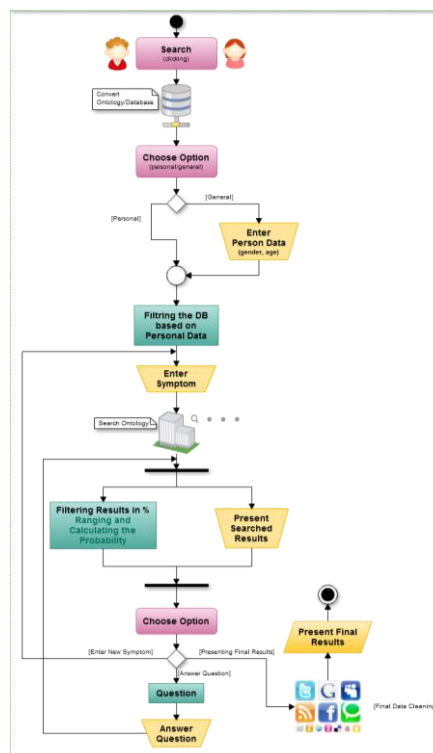 Search
(clicking)
Convert
Ontology/Database
Choose Option
(personal/general)
[General]
[Personal]
Enter
Person Data
(gender, age)
Filtring the DB
based on
Personal Data
Enter
Symptom
Search Ontology
Filtering Results in %
Ranging and
Calculating the
Probability
Present
Searched
Results
Choose Option
[Enter New Symptom]
[Presenting Final Results]
[Answer Question]
Question
Answer
Question
Present Final
Results
[Final Data Cleaning